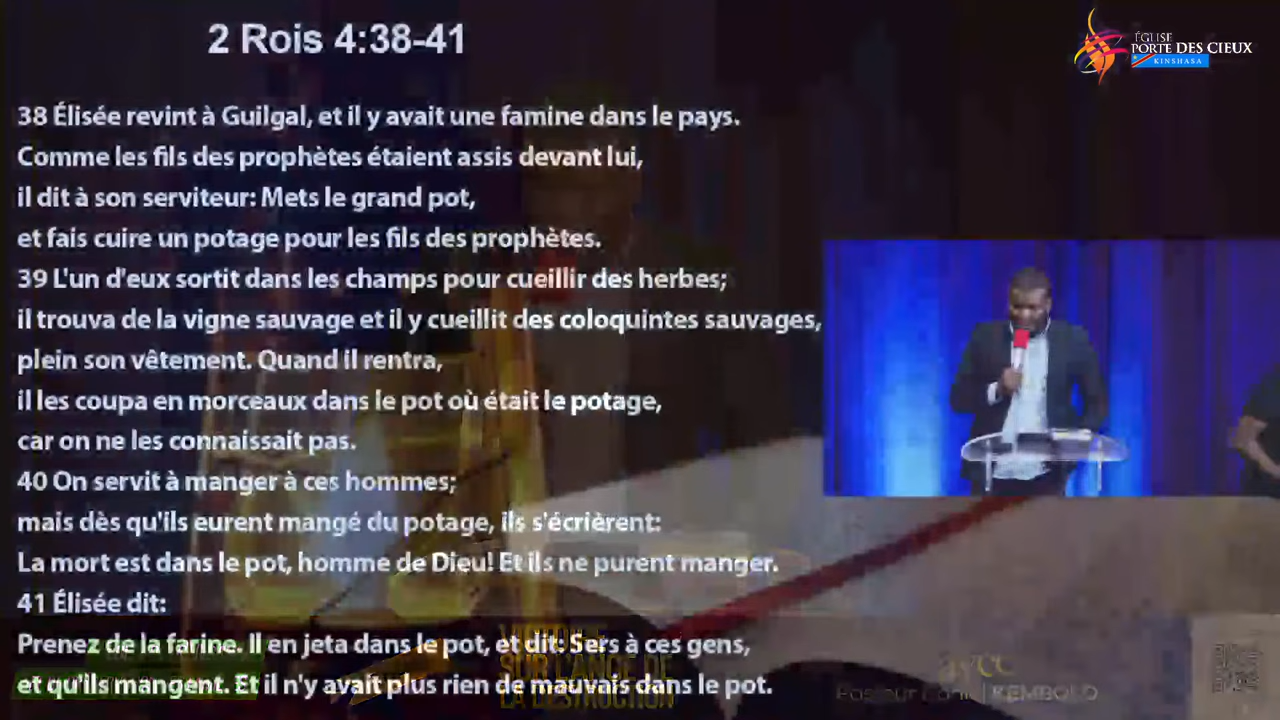 2 Rois 4:38-41
ÉGLISE
PORTE DES CIEUX
KINSHASA
38 Élisée revint à Guilgal, et il y avait une famine dans le pays.
Comme les fils des prophètes étaient assis devant lui,
il dit à son serviteur: Mets le grand pot,
et fais cuire un potage pour les fils des prophètes.
39 L'un d'eux sortit dans les champs pour cueillir des herbes;
il trouva de la vigne sauvage et il y cueillit des coloquintes sauvages,
plein son vêtement. Quand il rentra,
il les coupa en morceaux dans le pot où était le potage,
car on ne les connaissait pas.
40 On servit à manger à ces hommes;
mais dès qu'ils eurent mangé du potage, ils s'écrièrent:
La mort est dans le pot, homme de Dieu! Et ils ne purent manger.
41 Élisée dit:
Prenez de la farine. Il en jeta dans le pot, et dit: Sers à ces gens,
et qu'ils mangent. Et il n'y avait plus rien de mauvais dans le pot.
VICTOIRE
SUR L'ANGE DE
LA DESTRUCTION
avec
Pasteur
KEMBOLO